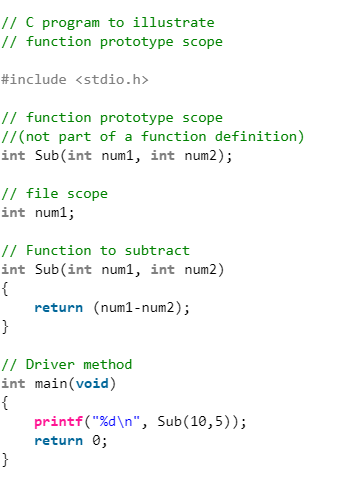 // C program to illustrate
// function prototype scope
#include <stdio.h>
// function prototype scope
//(not part of a function definition)
int Sub(int num1, int num2);
// file scope
int num1;
// Function to subtract
int Sub(int num1, int num2)
{
    return (num1-num2);
}
// Driver method
int main(void)
{
    printf("%d\n", Sub(10,5));
    return 0;
}